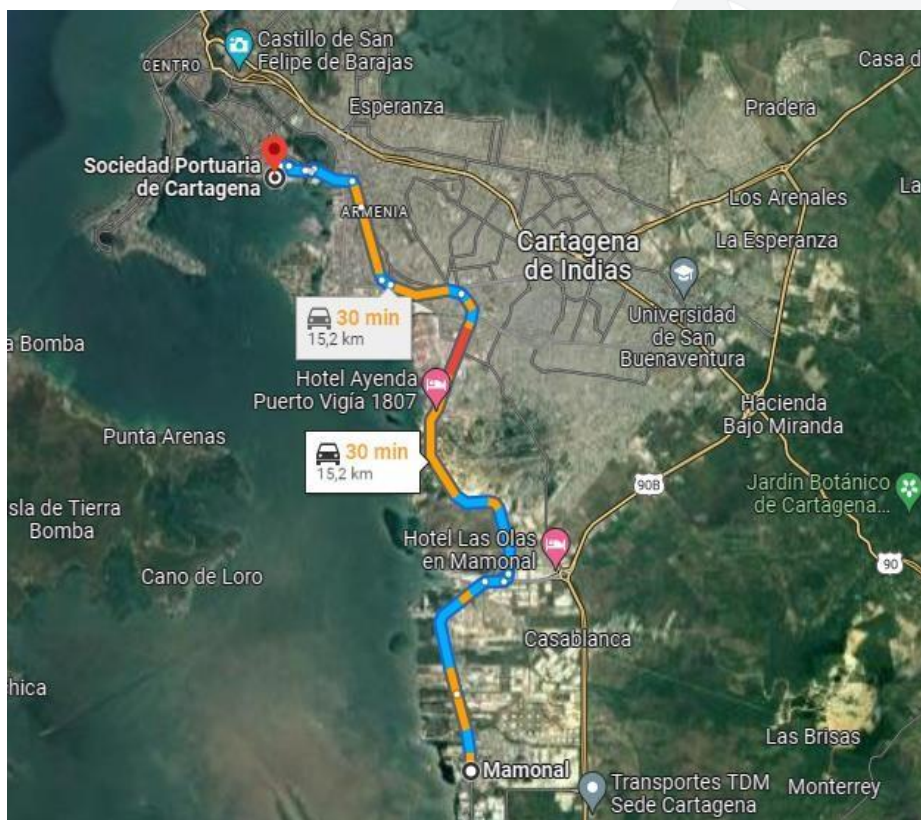 Castillo de San
Felipe de Barajas
CENTRO
Casa d
Esperanza
Pradera
Sociedad Portuaria
de Cartagena
Los Arenales
La
ARMENIA
La Esperanza
Cartagena
de Indias
30 min
15,2 km
Universidad
de San
Buenaventura
a Bomba
Hotel Ayenda
Puerto Vigía 1807
Hacienda
Bajo Miranda
Punta Arenas
30 min
15,2 km
90B
Jardín Botánico
de Cartagena...
sla de Tierra
Bomba
Hotel Las Olas
en Mamonal
90
Cano de Loro
Casablanca
hica
Las Brisas
Mamonal
Transportes TDM
Sede Cartagena
Monterrey